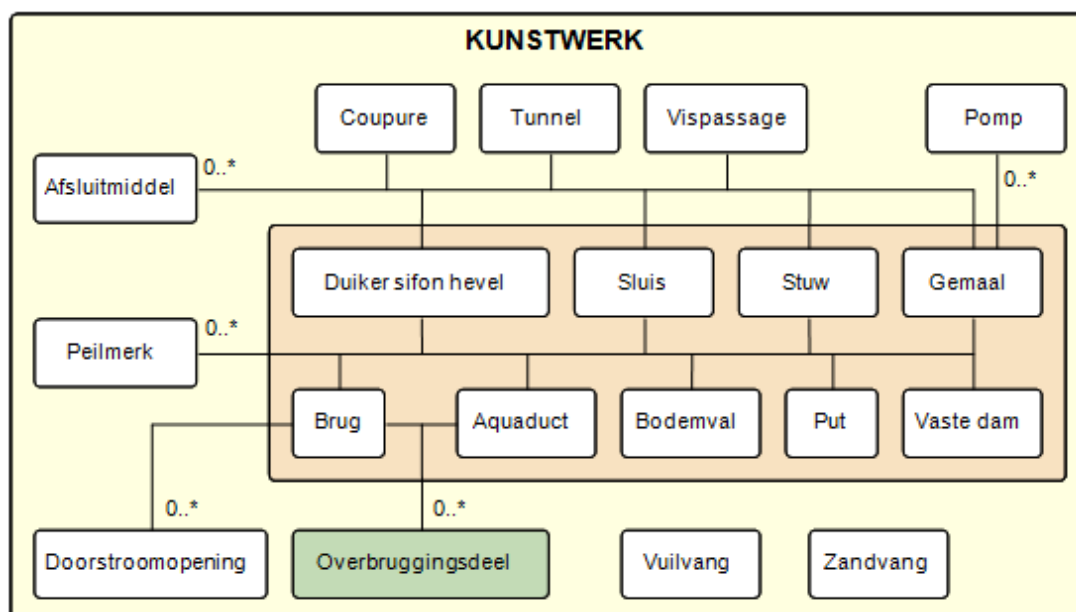 KUNSTWERK
Coupure
Tunnel
Vispassage
Pomp
Afsluitmiddel
0..*
0..*
Duiker sifon hevel
Sluis
Stuw
Gemaal
Peilmerk
0..*
Brug
Aquaduct
Bodemval
Put
Vaste dam
0..*
0..*
Doorstroomopening
Overbruggingsdeel
Vuilvang
Zandvang